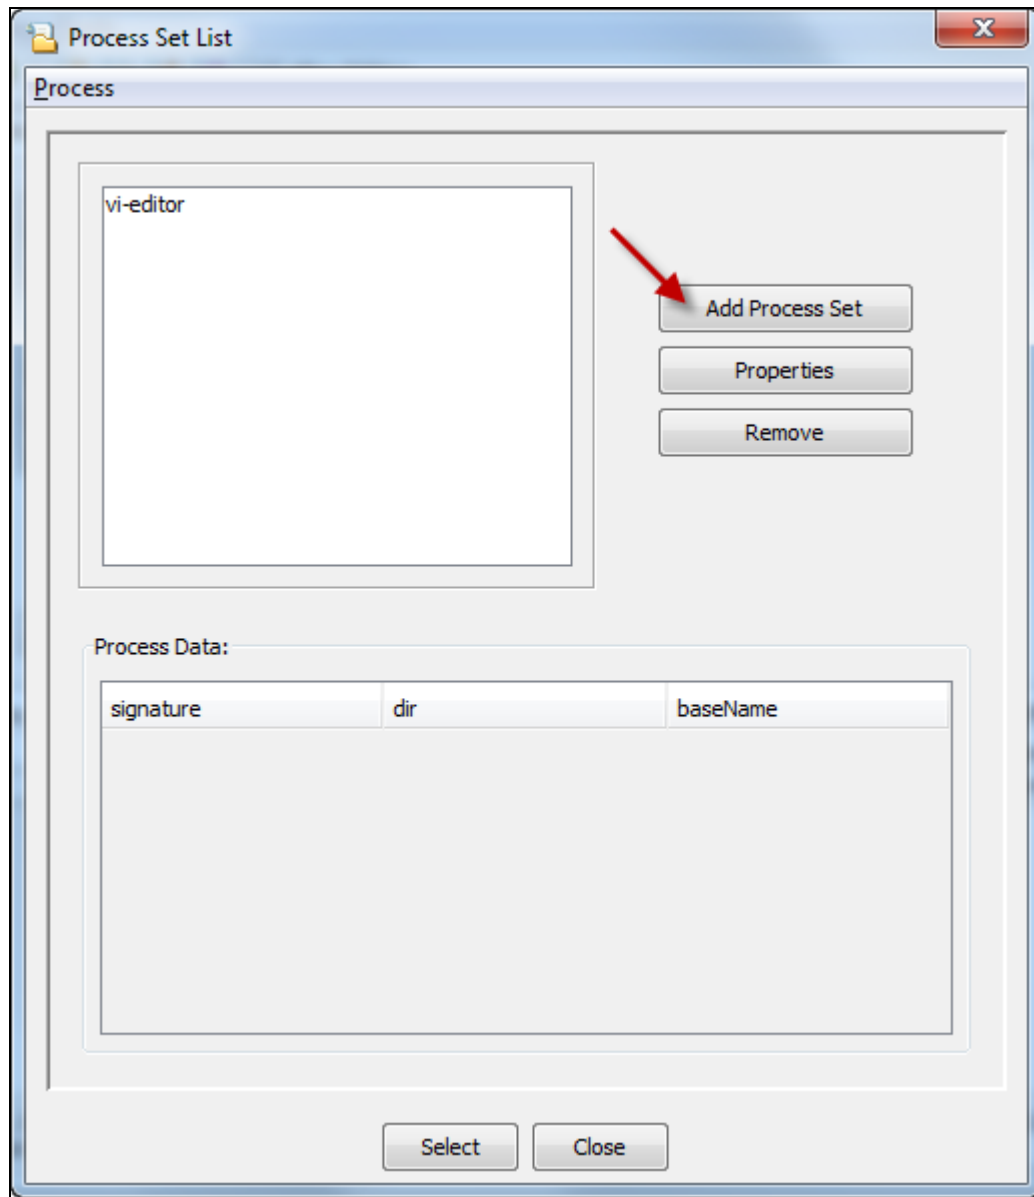 Process Set List
Process
vi-editor
Add Process Set
Properties
Remove
Process Data:
signature dir baseName
Select Close